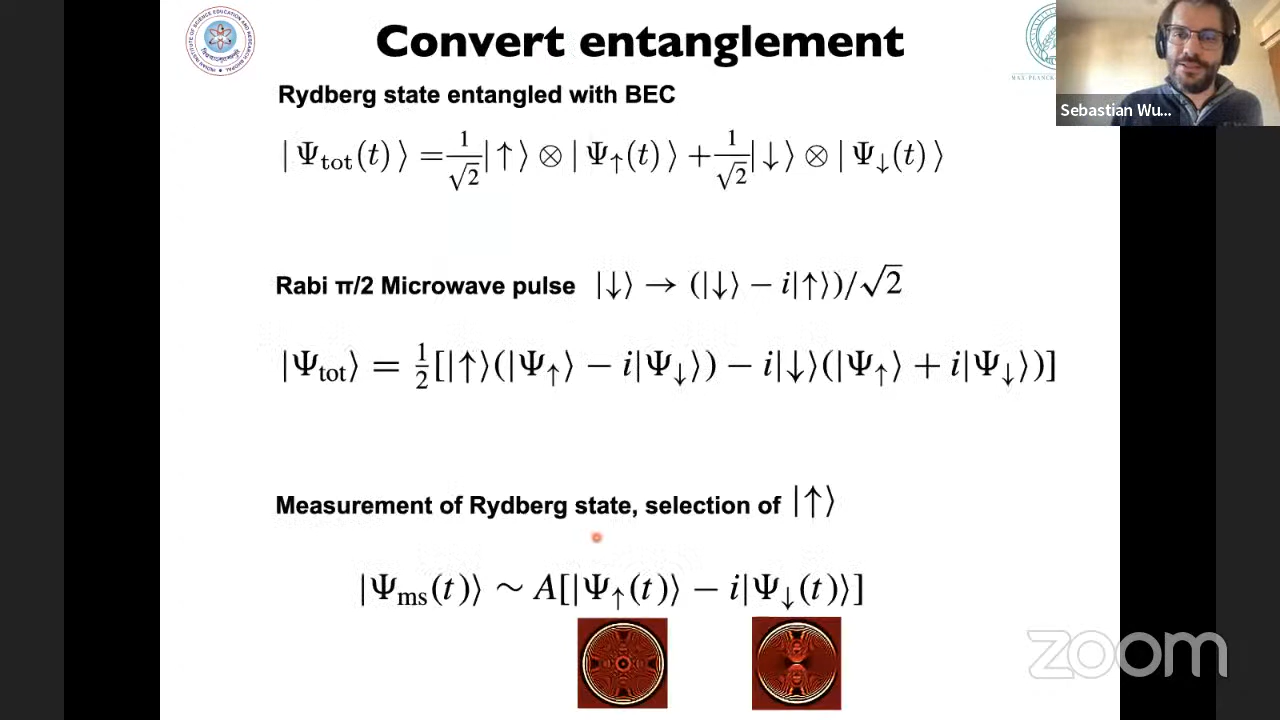 Convert entanglement
Rydberg state entangled with BEC
|Ψ_tot(t)⟩ = 1/√2 |↑⟩ ⊗ |Ψ_↑(t)⟩ + 1/√2 |↓⟩ ⊗ |Ψ_↓(t)⟩
Rabi π/2 Microwave pulse |↓⟩ → (|↓⟩ − i|↑⟩)/√2
|Ψ_tot⟩ = 1/2 [|↑⟩(|Ψ_↑⟩ − i|Ψ_↓⟩) − i|↓⟩(|Ψ_↑⟩ + i|Ψ_↓⟩)]
Measurement of Rydberg state, selection of |↑⟩
|Ψ_ms(t)⟩ ~ A[|Ψ_↑(t)⟩ − i|Ψ_↓(t)⟩]
Sebastian Wu...
zoom